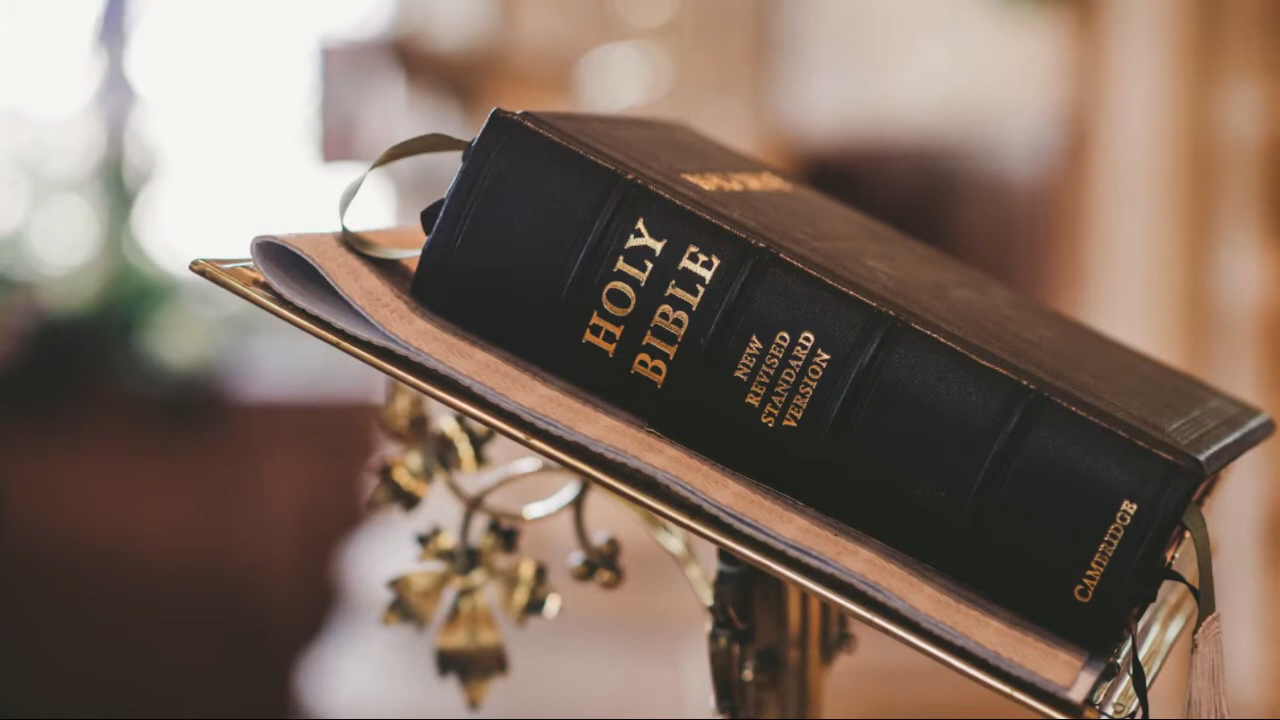 HOLY
BIBLE
NEW
REVISED
STANDARD
VERSION
CAMBRIDGE